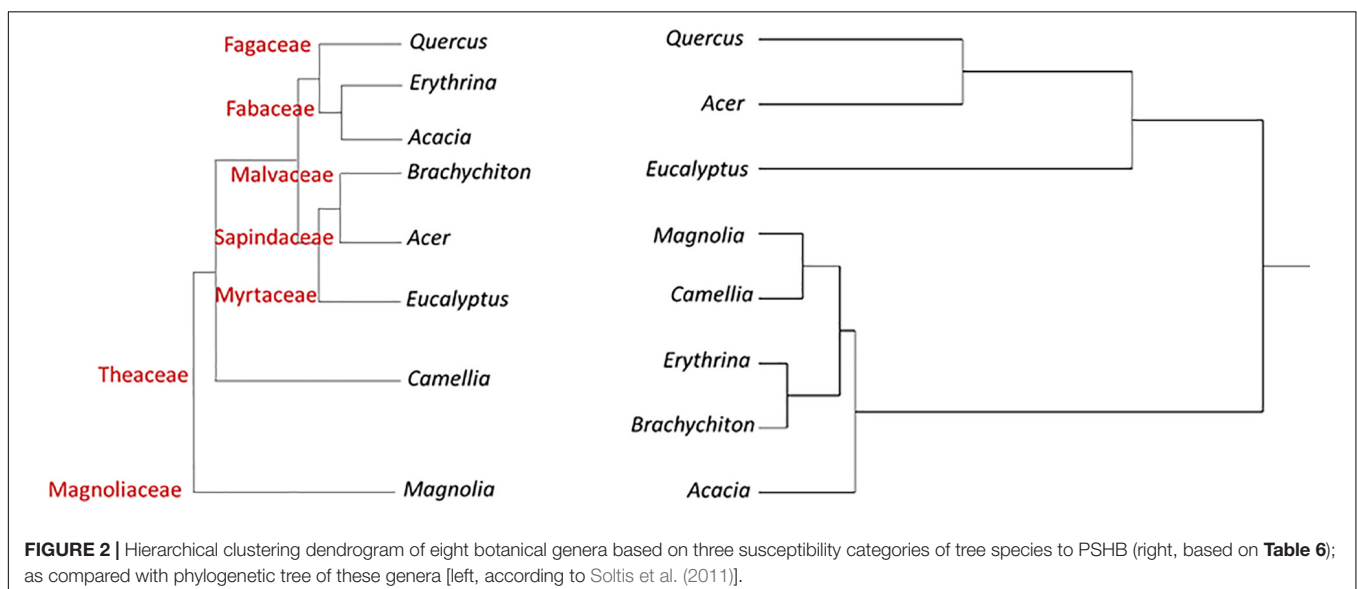 Fagaceae Quercus
Erythrina
Fabaceae
Acacia
Malvaceae Brachychiton
Sapindaceae Acer
Myrtaceae Eucalyptus
Theaceae Camellia
Magnoliaceae Magnolia
Quercus
Acer
Eucalyptus
Magnolia
Camellia
Erythrina
Brachychiton
Acacia
FIGURE 2 | Hierarchical clustering dendrogram of eight botanical genera based on three susceptibility categories of tree species to PSHB (right, based on Table 6);
as compared with phylogenetic tree of these genera [left, according to Soltis et al. (2011)].